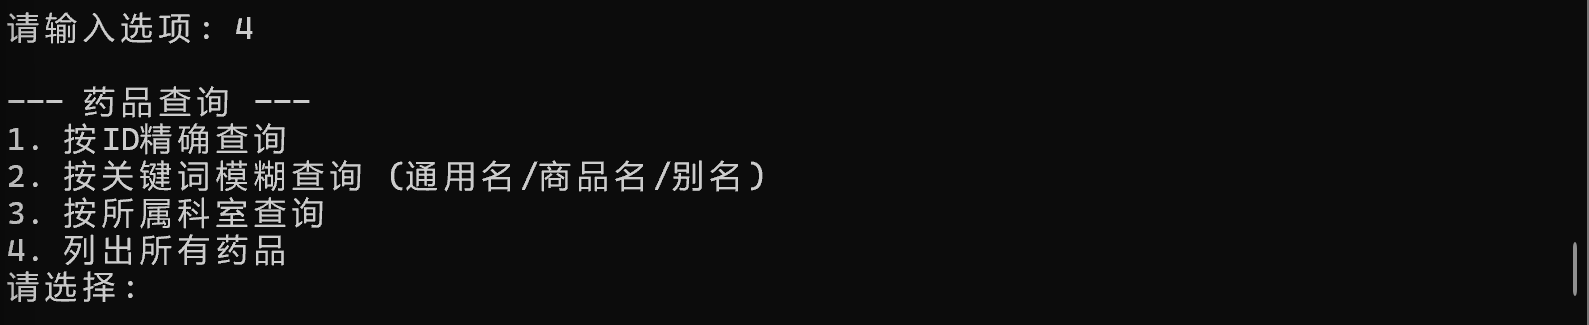 请输入选项: 4
--- 药品查询 ---
1. 按ID精确查询
2. 按关键词模糊查询 (通用名/商品名/别名)
3. 按所属科室查询
4. 列出所有药品
请选择: